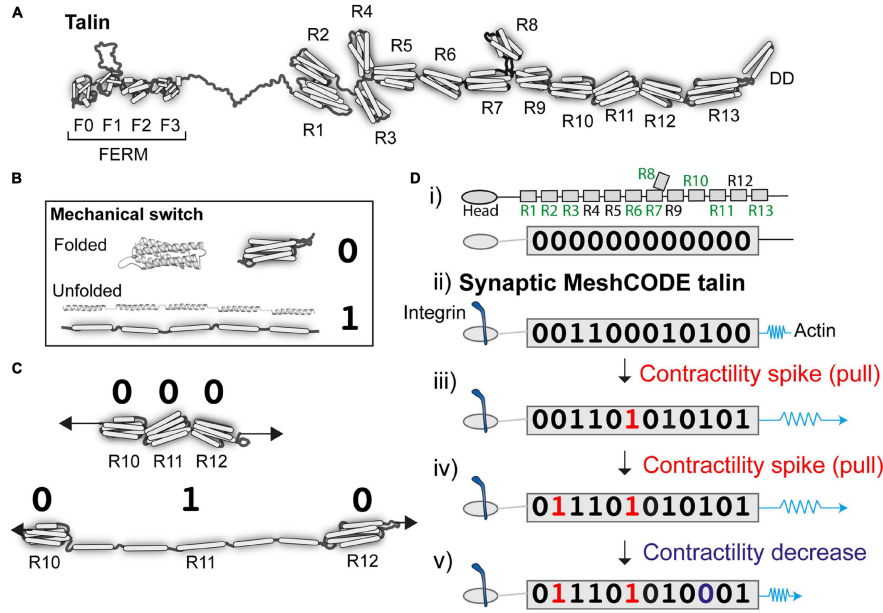 A
Talin
R2
R4
R5
R6
R8
R1
R3
R7
R9
R10
R11
R12
R13
DD
F0 F1 F2 F3
FERM
B
Mechanical switch
Folded
0
Unfolded
1
C
0 0 0
R10 R11 R12
0 1 0
R10 R11 R12
D
i)
R8
R10
R12
Head
R1 R2 R3 R4 R5 R6 R7 R9
R11
R13
000000000000
ii) Synaptic MeshCODE talin
Integrin
001100010100
Actin
Contractility spike (pull)
iii)
001101010101
Contractility spike (pull)
iv)
011101010101
Contractility decrease
v)
011101010001